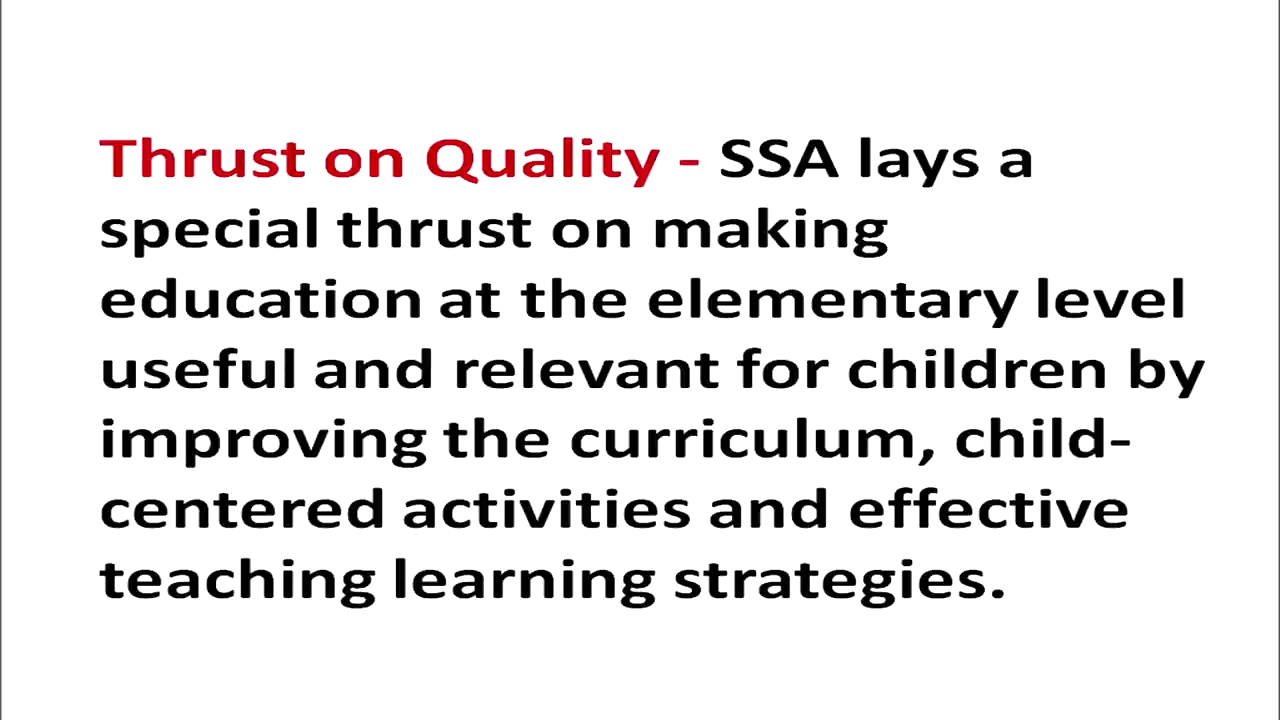 Thrust on Quality - SSA lays a
special thrust on making
education at the elementary level
useful and relevant for children by
improving the curriculum, child-
centered activities and effective
teaching learning strategies.